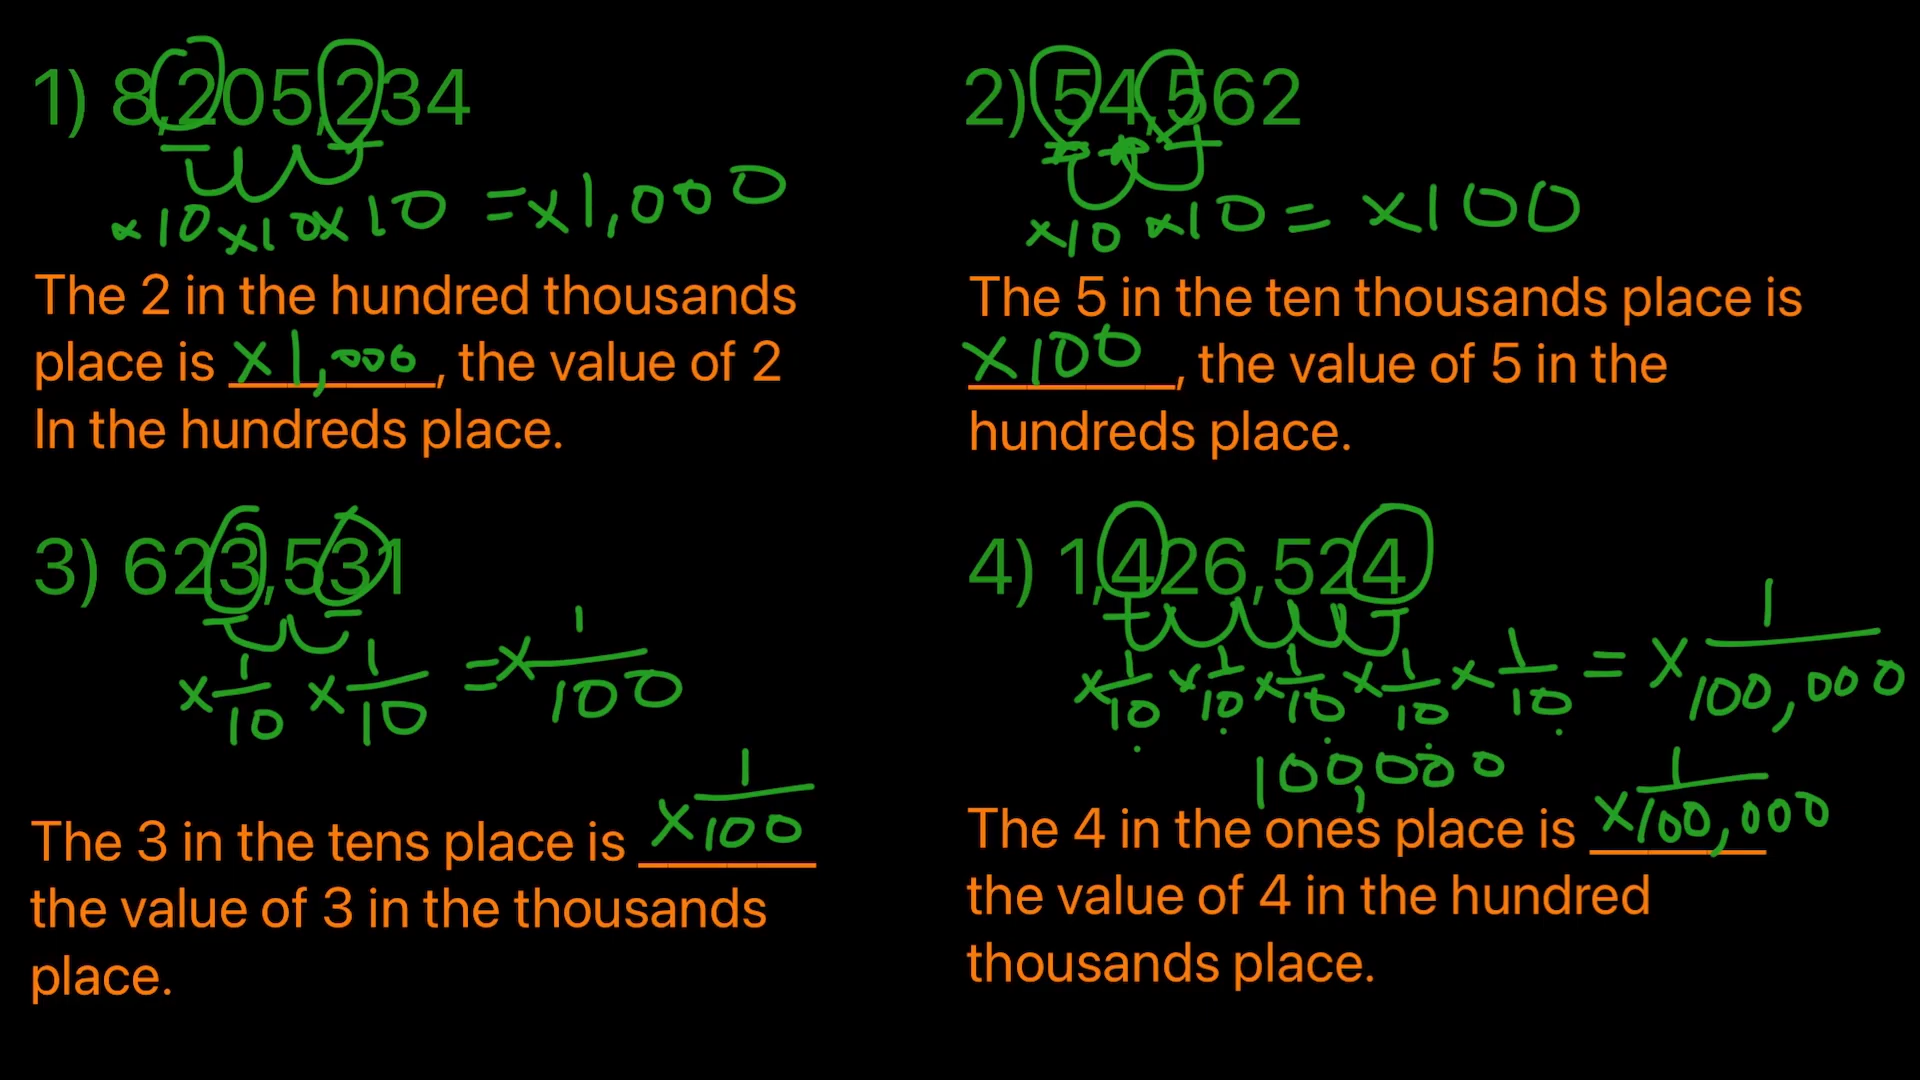 1) 8,205,234
×10 ×10 ×10 = ×1,000
The 2 in the hundred thousands
place is ×1,000, the value of 2
In the hundreds place.
2) 54,562
×10 ×10 = ×100
The 5 in the ten thousands place is
×100, the value of 5 in the
hundreds place.
3) 623,531
×1/10 ×1/10 = ×1/100
The 3 in the tens place is ×1/100
the value of 3 in the thousands
place.
4) 1,426,524
×1/10 ×1/10 ×1/10 ×1/10 ×1/10 = ×1/100,000
100,000
The 4 in the ones place is ×1/100,000
the value of 4 in the hundred
thousands place.